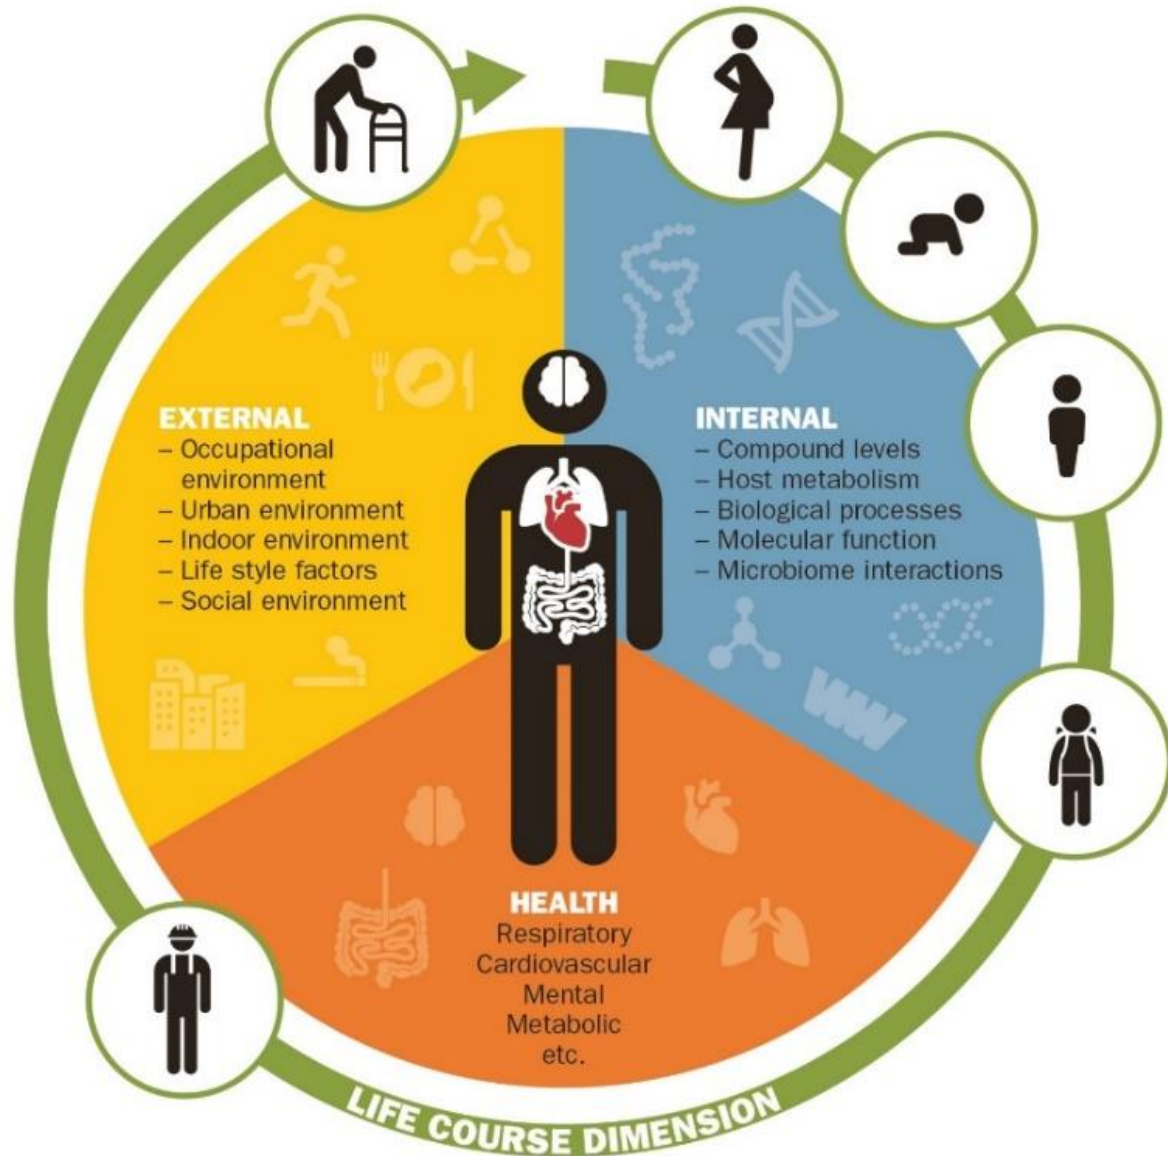 EXTERNAL
– Occupational
environment
– Urban environment
– Indoor environment
– Life style factors
– Social environment
INTERNAL
– Compound levels
– Host metabolism
– Biological processes
– Molecular function
– Microbiome interactions
HEALTH
Respiratory
Cardiovascular
Mental
Metabolic
etc.
LIFE COURSE DIMENSION